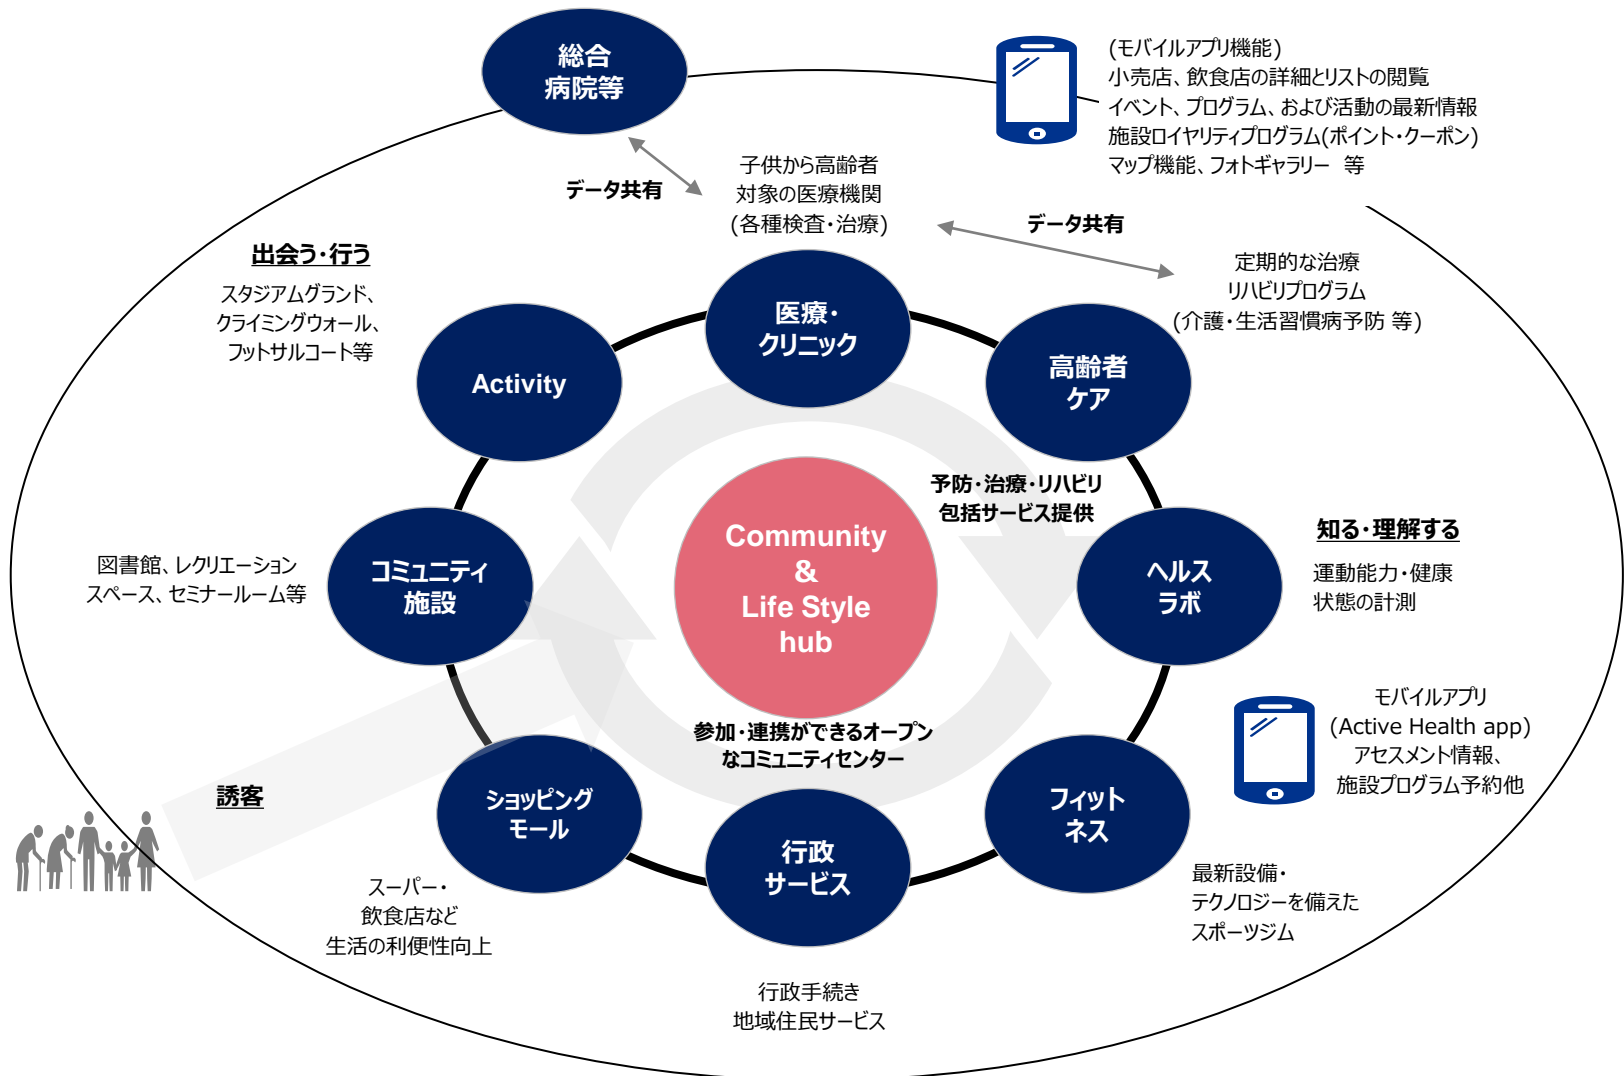 総合
病院等
(モバイルアプリ機能)
小売店、飲食店の詳細とリストの閲覧
イベント、プログラム、および活動の最新情報
施設ロイヤリティプログラム(ポイント・クーポン)
マップ機能、フォトギャラリー 等
データ共有
子供から高齢者
対象の医療機関
(各種検査・治療)
データ共有
定期的な治療
リハビリプログラム
(介護・生活習慣病予防 等)
出会う・行う
スタジアムグランド、
クライミングウォール、
フットサルコート等
医療・
クリニック
Activity
高齢者
ケア
予防・治療・リハビリ
包括サービス提供
Community
&
Life Style
hub
知る・理解する
運動能力・健康
状態の計測
ヘルス
ラボ
図書館、レクリエーション
スペース、セミナールーム等
コミュニティ
施設
参加・連携ができるオープン
なコミュニティセンター
モバイルアプリ
(Active Health app)
アセスメント情報、
施設プログラム予約他
誘客
ショッピング
モール
フィット
ネス
行政
サービス
スーパー・
飲食店など
生活の利便性向上
最新設備・
テクノロジーを備えた
スポーツジム
行政手続き
地域住民サービス